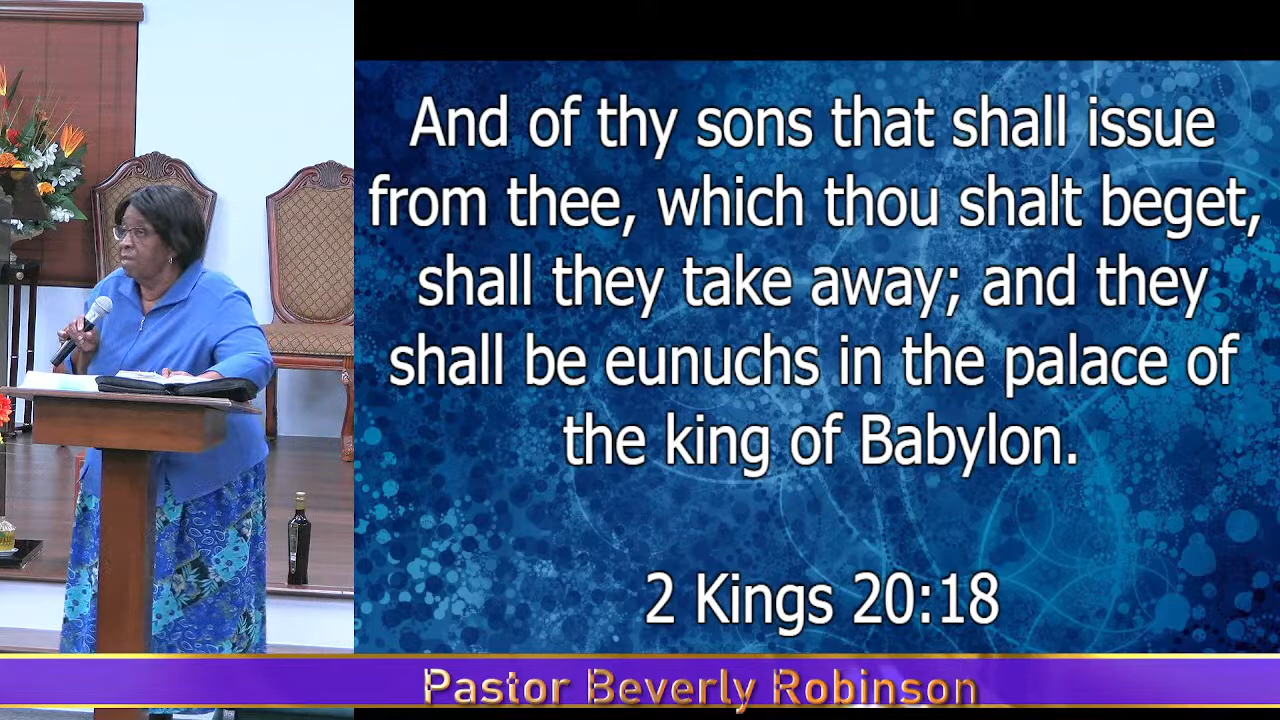 And of thy sons that shall issue
from thee, which thou shalt beget,
shall they take away; and they
shall be eunuchs in the palace of
the king of Babylon.
2 Kings 20:18
Pastor Beverly Robinson